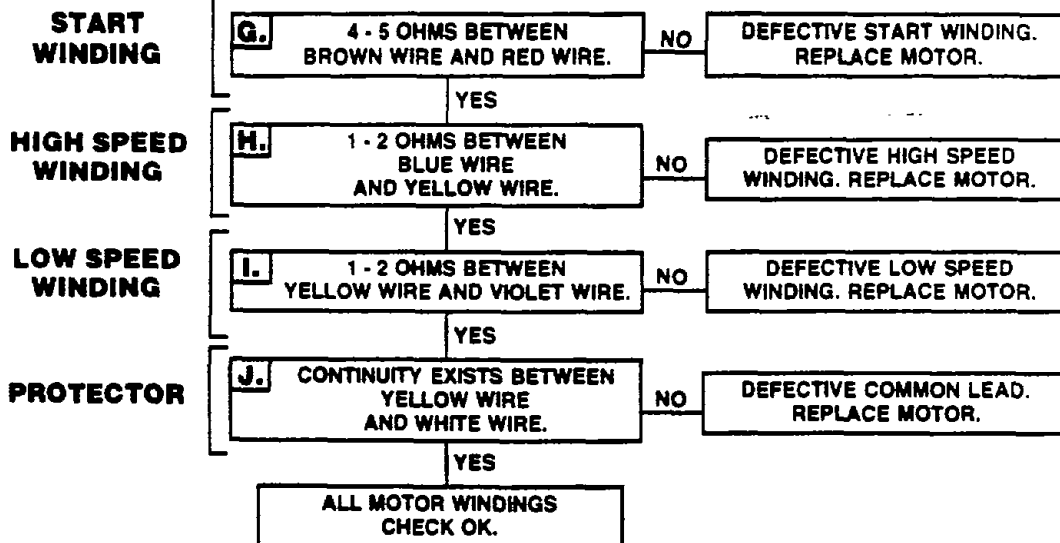 START
WINDING
G.
4 - 5 OHMS BETWEEN
BROWN WIRE AND RED WIRE.
NO
DEFECTIVE START WINDING.
REPLACE MOTOR.
YES
HIGH SPEED
WINDING
H.
1 - 2 OHMS BETWEEN
BLUE WIRE
AND YELLOW WIRE.
NO
DEFECTIVE HIGH SPEED
WINDING. REPLACE MOTOR.
YES
LOW SPEED
WINDING
I.
1 - 2 OHMS BETWEEN
YELLOW WIRE AND VIOLET WIRE.
NO
DEFECTIVE LOW SPEED
WINDING. REPLACE MOTOR.
YES
PROTECTOR
J.
CONTINUITY EXISTS BETWEEN
YELLOW WIRE
AND WHITE WIRE.
NO
DEFECTIVE COMMON LEAD.
REPLACE MOTOR.
YES
ALL MOTOR WINDINGS
CHECK OK.